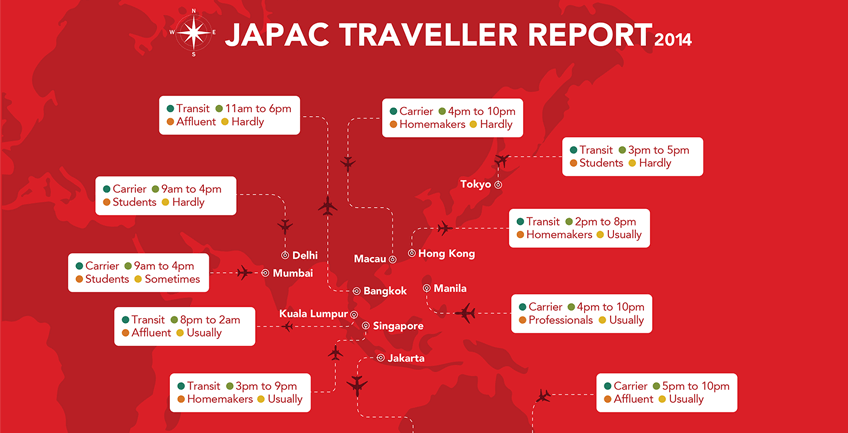 N
W E
S
JAPAC TRAVELLER REPORT 2014
Transit 11am to 6pm
Affluent Hardly
Carrier 4pm to 10pm
Homemakers Hardly
Transit 3pm to 5pm
Students Hardly
Tokyo
Carrier 9am to 4pm
Students Hardly
Transit 2pm to 8pm
Homemakers Usually
Delhi
Macau
Hong Kong
Carrier 9am to 4pm
Students Sometimes
Mumbai
Bangkok
Manila
Carrier 4pm to 10pm
Professionals Usually
Transit 8pm to 2am
Affluent Usually
Kuala Lumpur
Singapore
Jakarta
Transit 3pm to 9pm
Homemakers Usually
Carrier 5pm to 10pm
Affluent Usually